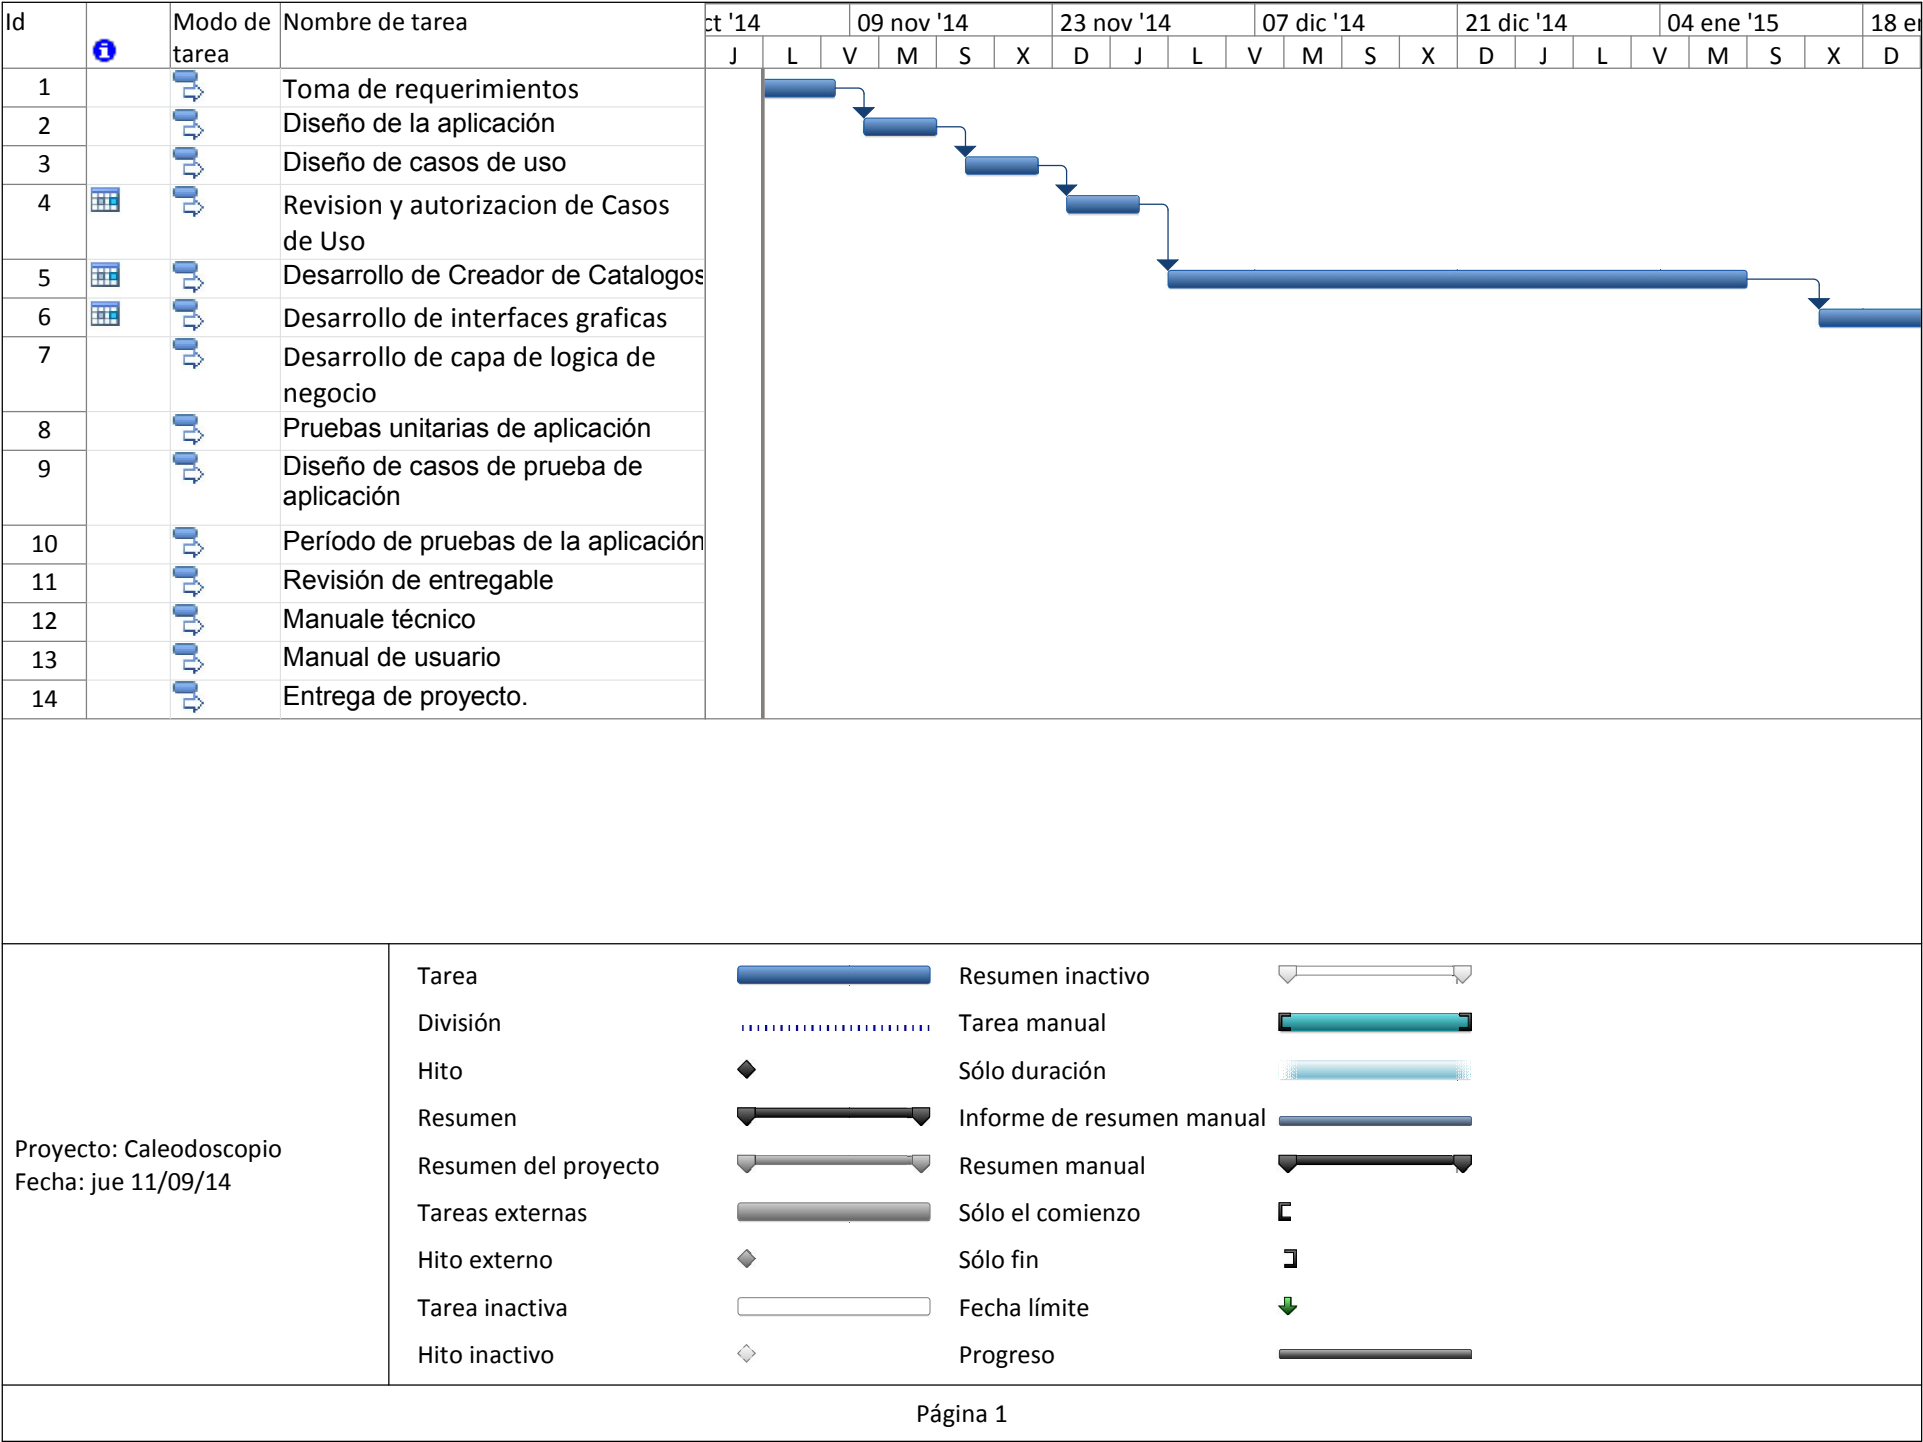 Id
Modo de
tarea
Nombre de tarea
ct '14 09 nov '14 23 nov '14 07 dic '14 21 dic '14 04 ene '15 18 e
J L V M S X D J L V M S X D J L V M S X D
1 Toma de requerimientos
2 Diseño de la aplicación
3 Diseño de casos de uso
4 Revision y autorizacion de Casos
de Uso
5 Desarrollo de Creador de Catalogos
6 Desarrollo de interfaces graficas
7 Desarrollo de capa de logica de
negocio
8 Pruebas unitarias de aplicación
9 Diseño de casos de prueba de
aplicación
10 Período de pruebas de la aplicación
11 Revisión de entregable
12 Manuale técnico
13 Manual de usuario
14 Entrega de proyecto.
Proyecto: Caleodoscopio
Fecha: jue 11/09/14
Tarea
División
Hito
Resumen
Resumen del proyecto
Tareas externas
Hito externo
Tarea inactiva
Hito inactivo
Resumen inactivo
Tarea manual
Sólo duración
Informe de resumen manual
Resumen manual
Sólo el comienzo
Sólo fin
Fecha límite
Progreso
Página 1